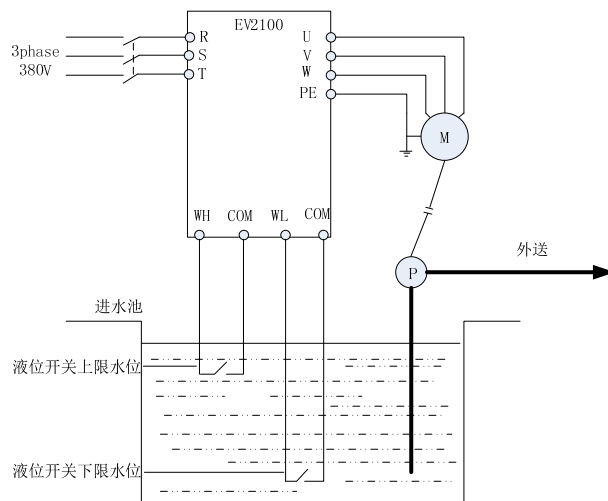 EV2100
R
S
T
3phase
380V
U
V
W
PE
M
WH
COM
WL
COM
P
外送
进水池
液位开关上限水位
液位开关下限水位